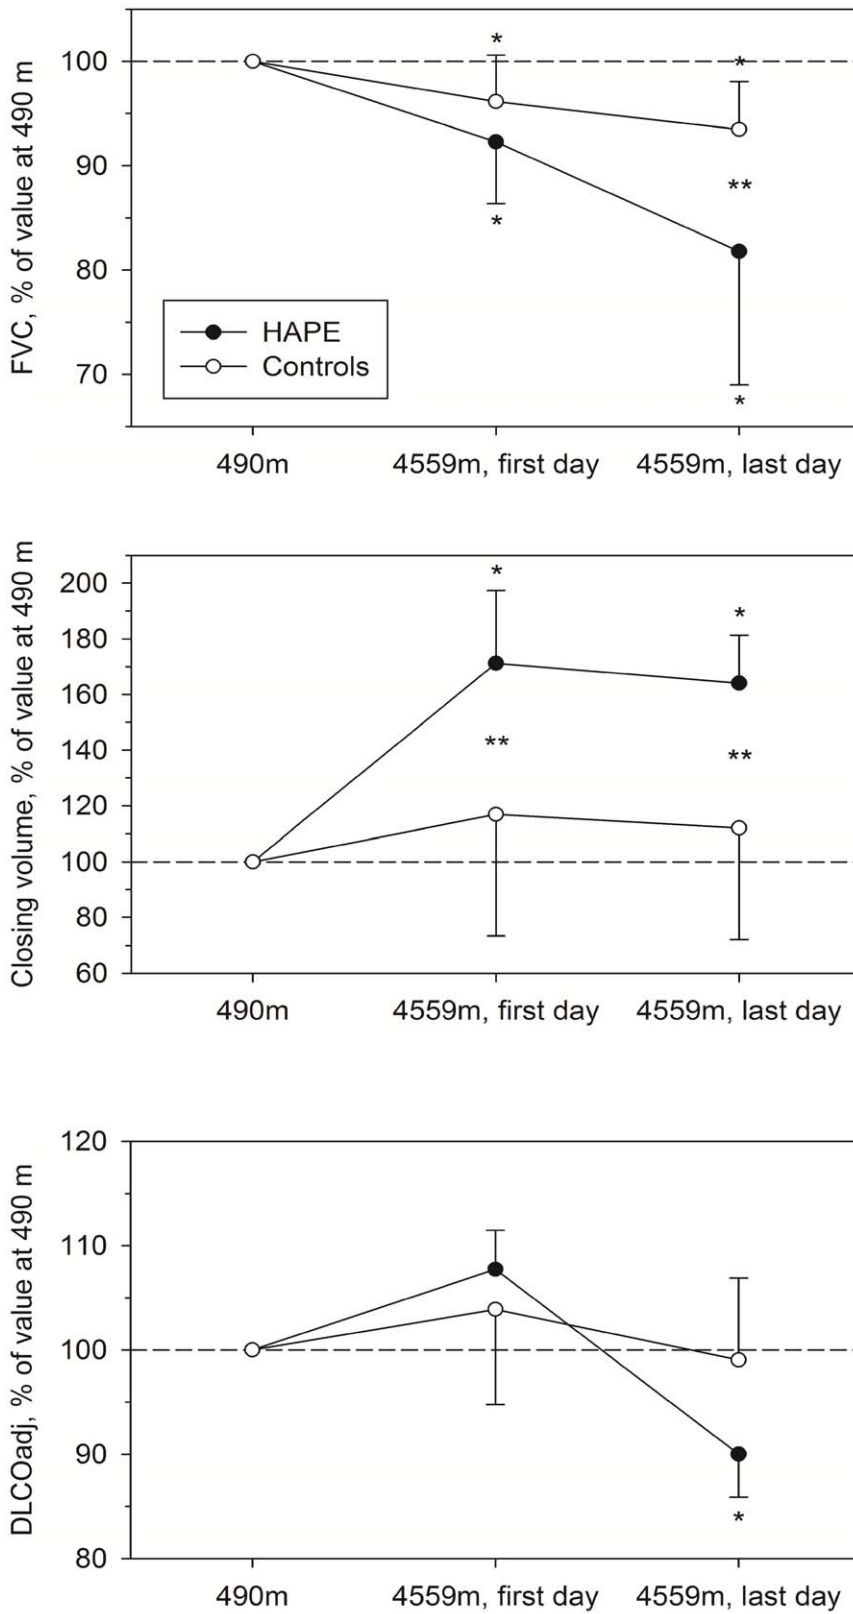 *
*
100
FVC, % of value at 490 m
90
**
*
80
HAPE
Controls
70
*
490m
4559m, first day
4559m, last day
200
*
*
180
Closing volume, % of value at 490 m
160
**
**
140
120
100
80
60
490m
4559m, first day
4559m, last day
120
110
DLCOadj, % of value at 490 m
100
90
*
80
490m
4559m, first day
4559m, last day